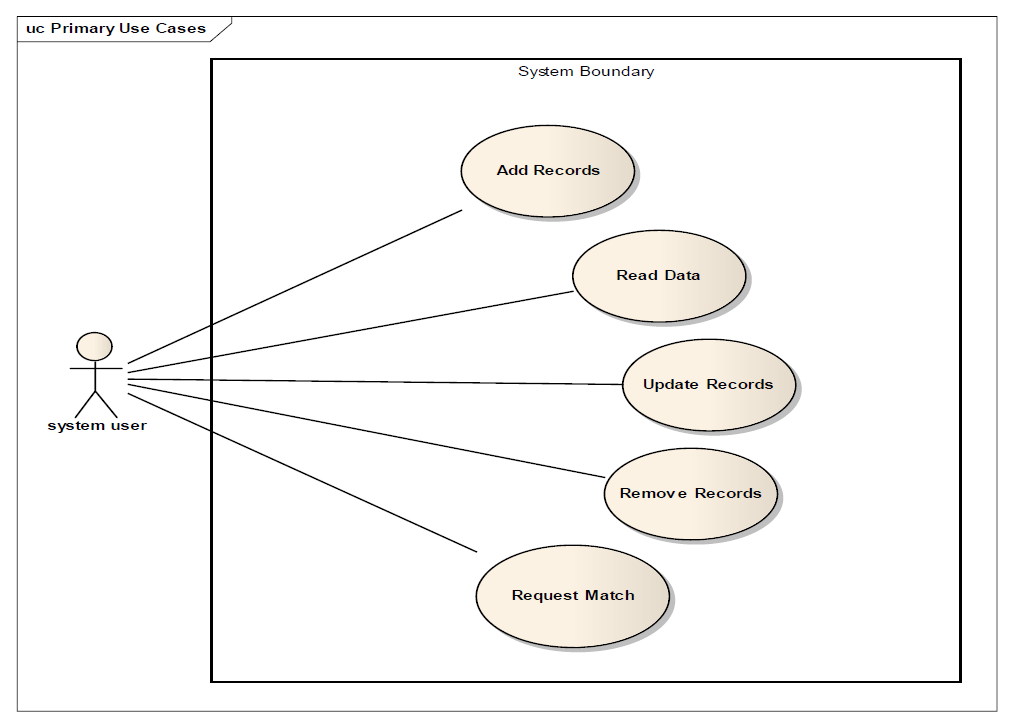 uc Primary Use Cases
System Boundary
Add Records
Read Data
Update Records
system user
Remove Records
Request Match